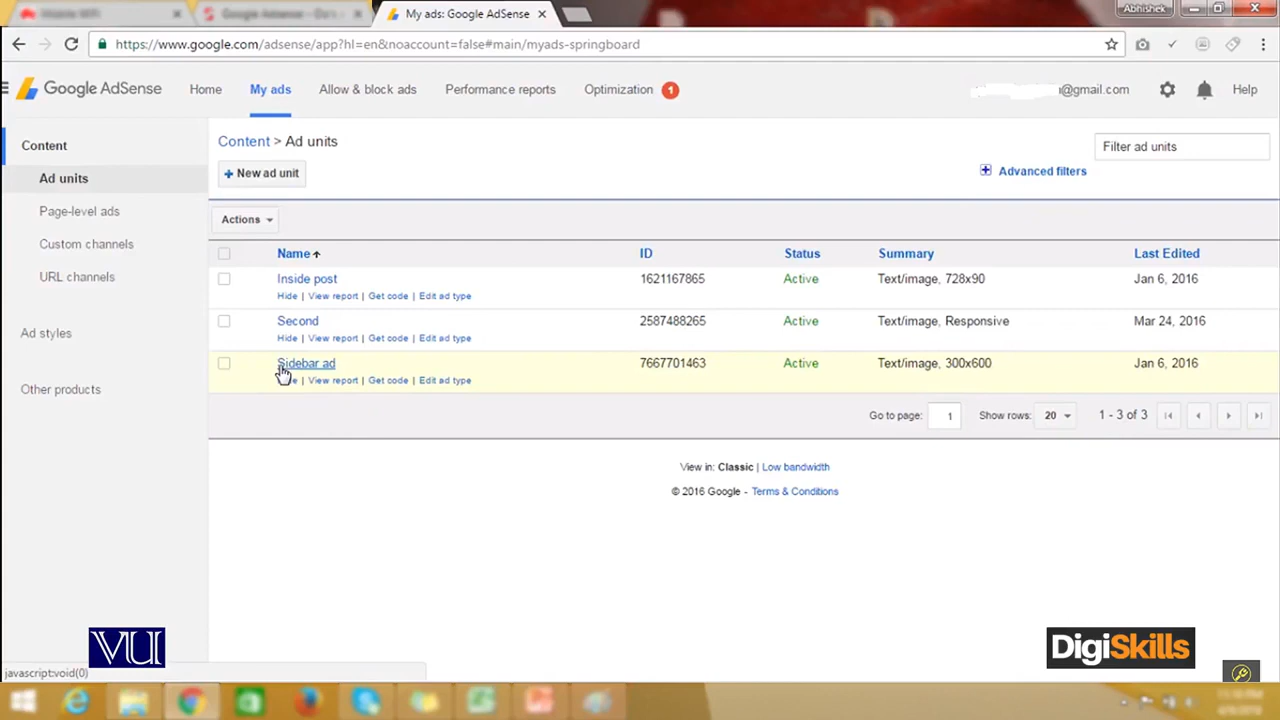 My ads: Google AdSense
Abhishek
https://www.google.com/adsense/app?hl=en&noaccount=false#main/myads-springboard
Google AdSense
Home
My ads
Allow & block ads
Performance reports
Optimization 1
@gmail.com
Help
Content
Ad units
Page-level ads
Custom channels
URL channels
Ad styles
Other products
Content > Ad units
Filter ad units
+ New ad unit
Advanced filters
Actions
Name ID Status Summary Last Edited
Inside post 1621167865 Active Text/image, 728x90 Jan 6, 2016
Hide | View report | Get code | Edit ad type
Second 2587488265 Active Text/image, Responsive Mar 24, 2016
Hide | View report | Get code | Edit ad type
Sidebar ad 7667701463 Active Text/image, 300x600 Jan 6, 2016
View report | Get code | Edit ad type
Go to page: 1 Show rows: 20 1 - 3 of 3
View in: Classic | Low bandwidth
© 2016 Google - Terms & Conditions
VU
DigiSkills
javascript:void(0)